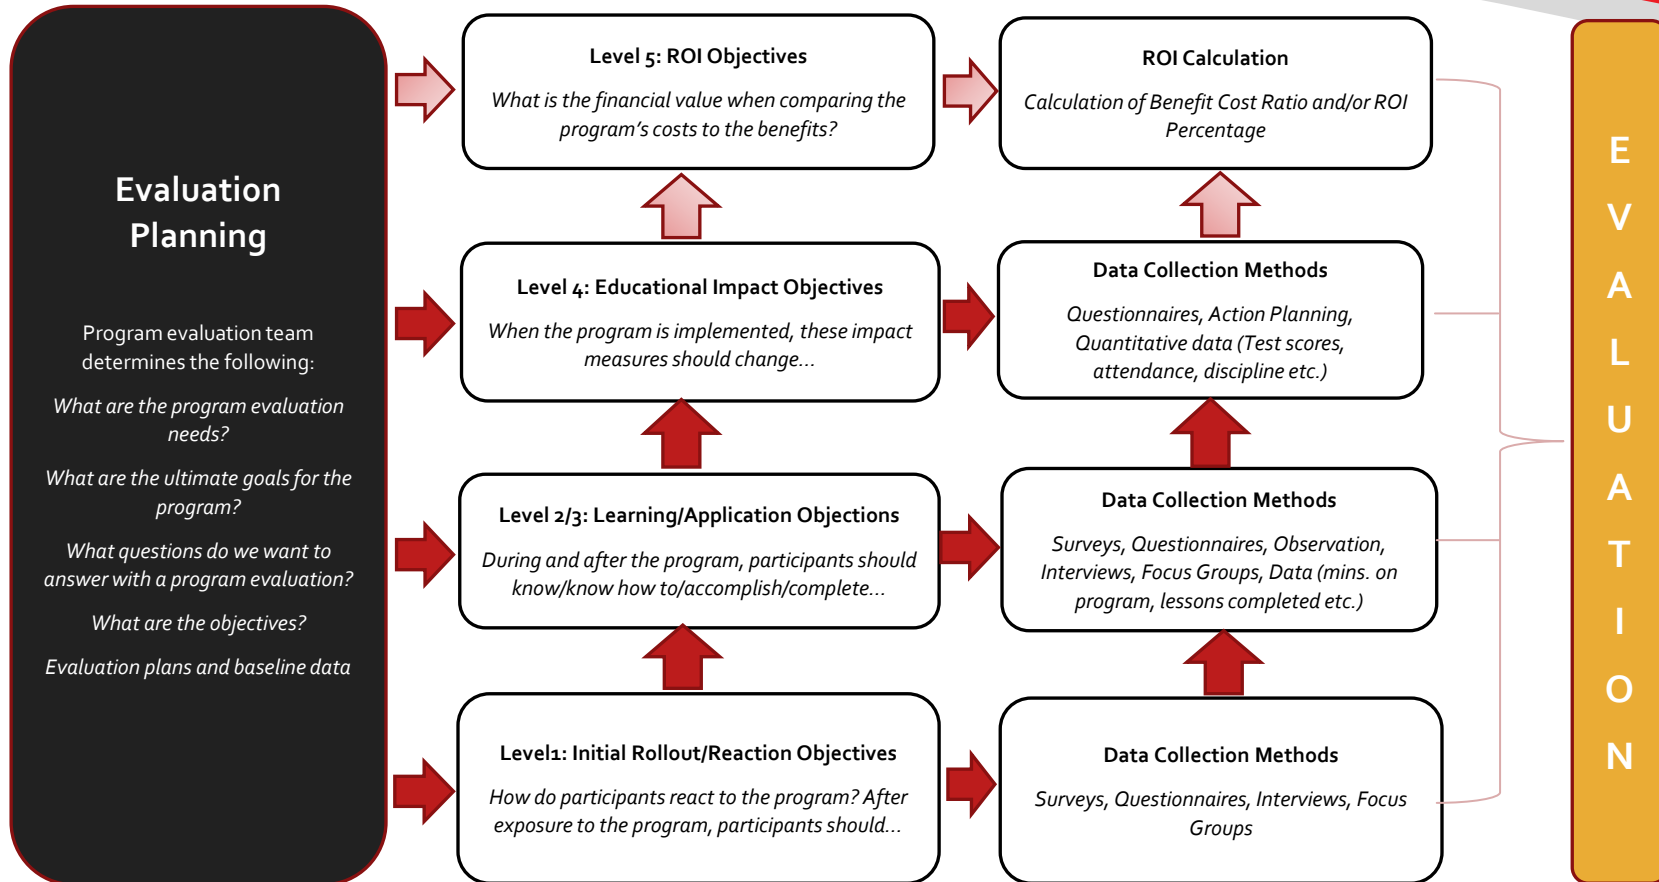 Evaluation
Planning
Program evaluation team
determines the following:
What are the program evaluation
needs?
What are the ultimate goals for the
program?
What questions do we want to
answer with a program evaluation?
What are the objectives?
Evaluation plans and baseline data
Level 5: ROI Objectives
What is the financial value when comparing the
program’s costs to the benefits?
ROI Calculation
Calculation of Benefit Cost Ratio and/or ROI
Percentage
Level 4: Educational Impact Objectives
When the program is implemented, these impact
measures should change...
Data Collection Methods
Questionnaires, Action Planning,
Quantitative data (Test scores,
attendance, discipline etc.)
Level 2/3: Learning/Application Objections
During and after the program, participants should
know/know how to/accomplish/complete...
Data Collection Methods
Surveys, Questionnaires, Observation,
Interviews, Focus Groups, Data (mins. on
program, lessons completed etc.)
Level1: Initial Rollout/Reaction Objectives
How do participants react to the program? After
exposure to the program, participants should...
Data Collection Methods
Surveys, Questionnaires, Interviews, Focus
Groups
E
V
A
L
U
A
T
I
O
N